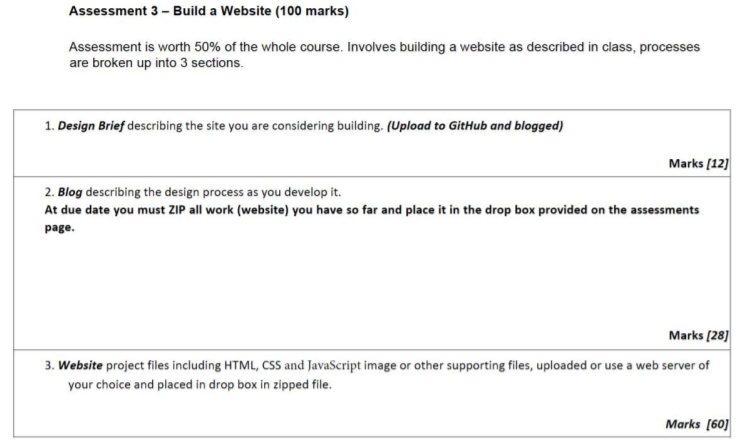 Assessment 3 – Build a Website (100 marks)
Assessment is worth 50% of the whole course. Involves building a website as described in class, processes
are broken up into 3 sections.
1. Design Brief describing the site you are considering building. (Upload to GitHub and blogged)
Marks [12]
2. Blog describing the design process as you develop it.
At due date you must ZIP all work (website) you have so far and place it in the drop box provided on the assessments
page.
Marks [28]
3. Website project files including HTML, CSS and JavaScript image or other supporting files, uploaded or use a web server of
your choice and placed in drop box in zipped file.
Marks [60]